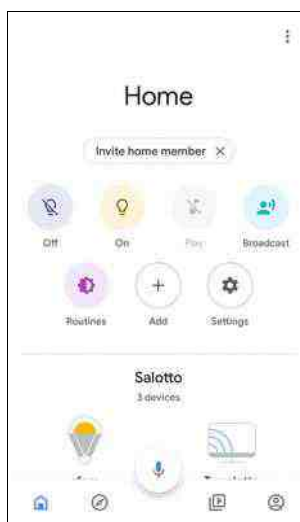 Home
Invite home member ×
Off On Play Broadcast
Routines Add Settings
Salotto
3 devices